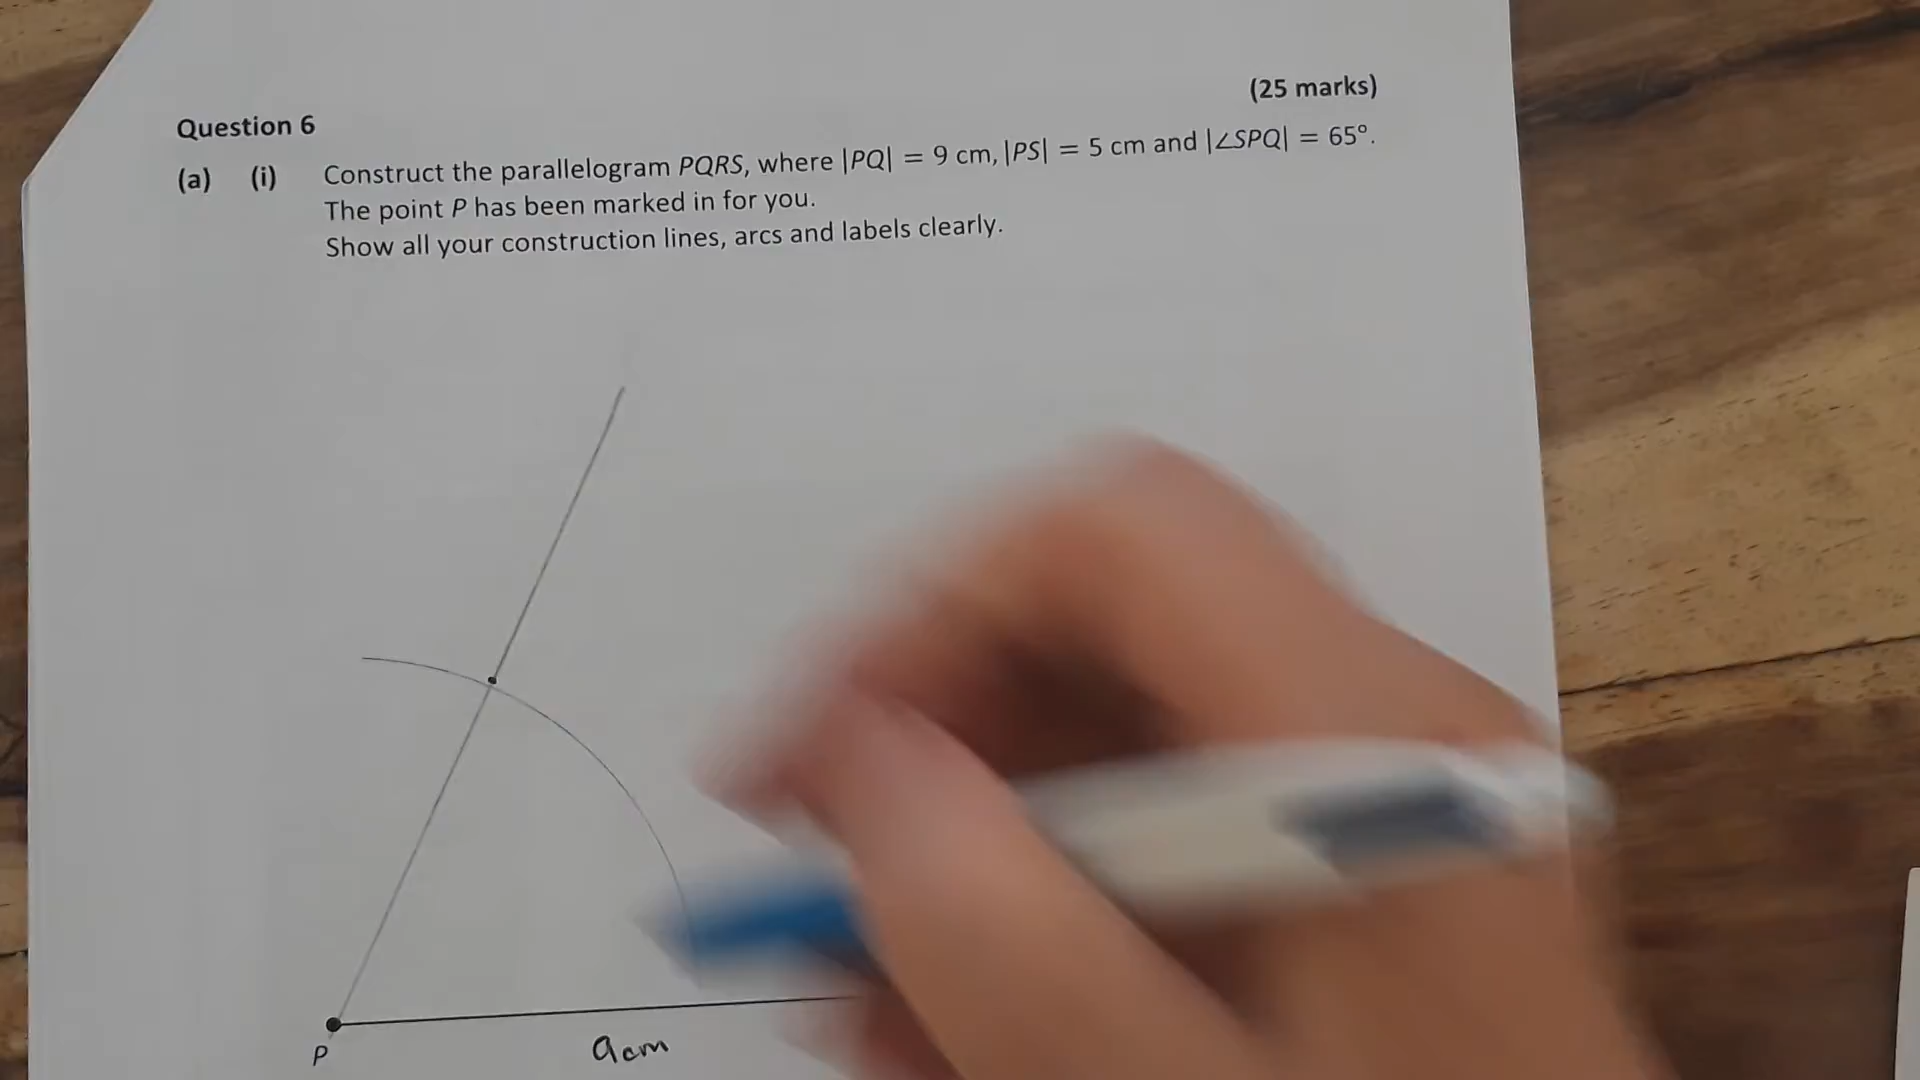 (25 marks)
Question 6
(a) (i) Construct the parallelogram PQRS, where |PQ| = 9 cm, |PS| = 5 cm and |∠SPQ| = 65°.
The point P has been marked in for you.
Show all your construction lines, arcs and labels clearly.
P
9cm